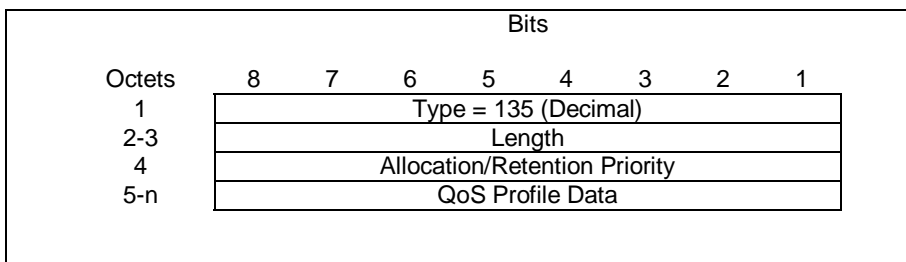 Bits
Octets 8 7 6 5 4 3 2 1
1 Type = 135 (Decimal)
2-3 Length
4 Allocation/Retention Priority
5-n QoS Profile Data